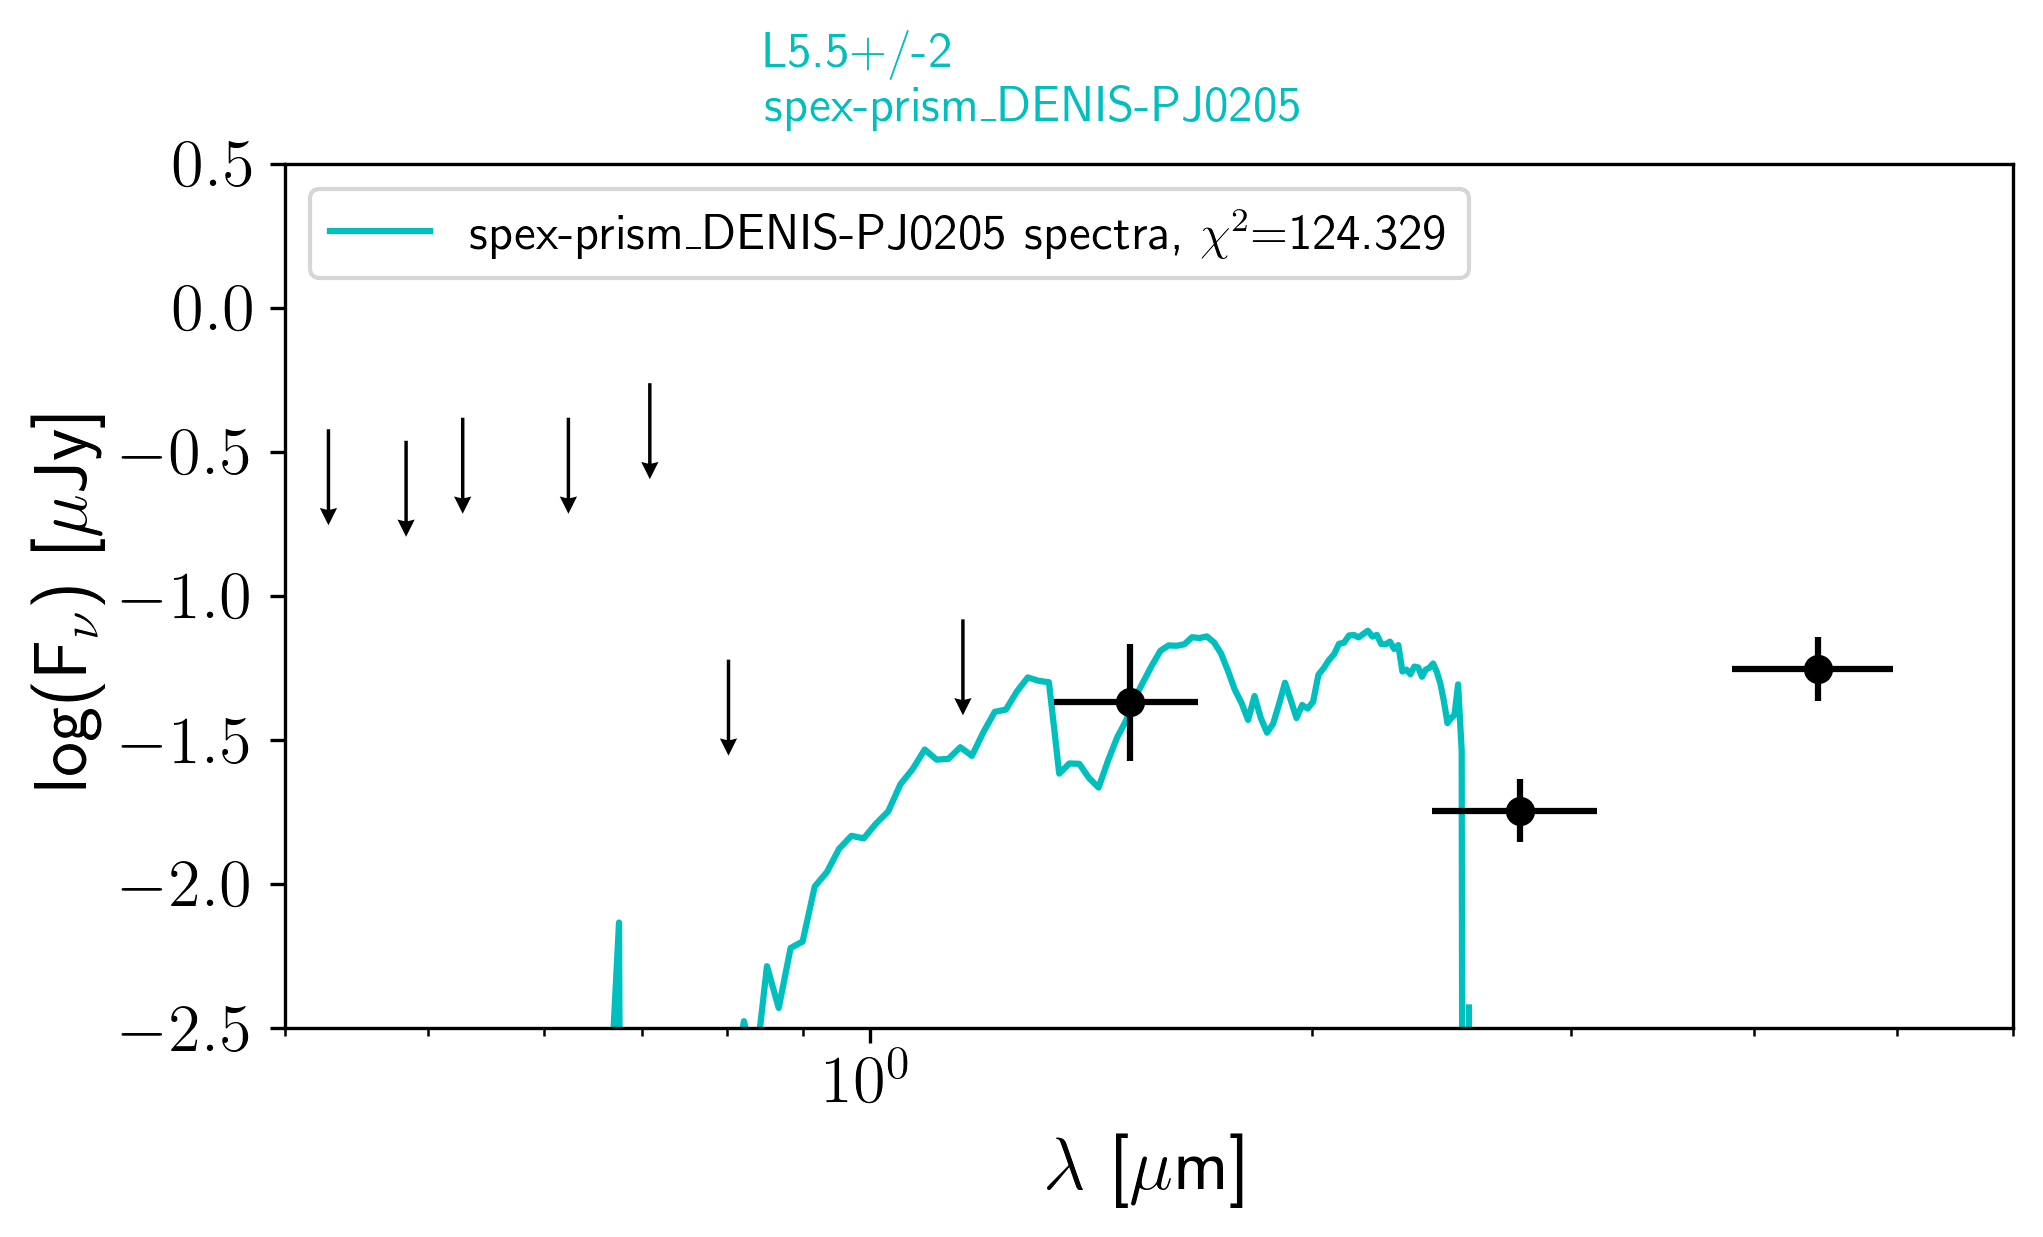 L5.5+/-2
spex-prism_DENIS-PJ0205
0.5
spex-prism_DENIS-PJ0205 spectra, χ²=124.329
0.0
−0.5
−1.0
−1.5
−2.0
−2.5
log(Fν) [μJy]
10⁰
λ [μm]